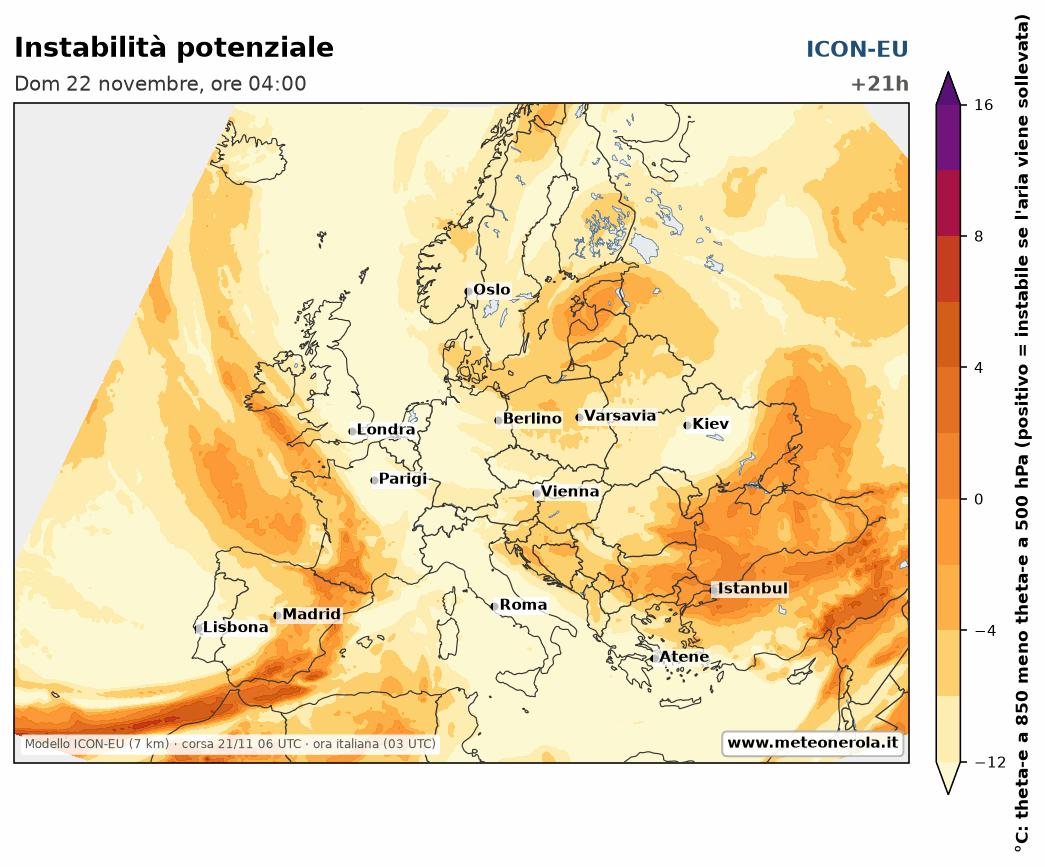 Instabilità potenziale
ICON-EU
Dom 22 novembre, ore 04:00
+21h
Oslo
Londra
Berlino
Varsavia
Kiev
Parigi
Vienna
Istanbul
Roma
Madrid
Lisbona
Atene
Modello ICON-EU (7 km) · corsa 21/11 06 UTC · ora italiana (03 UTC)
www.meteonerola.it
16
8
4
0
−4
−12
°C: theta-e a 850 meno theta-e a 500 hPa (positivo = instabile se l'aria viene sollevata)